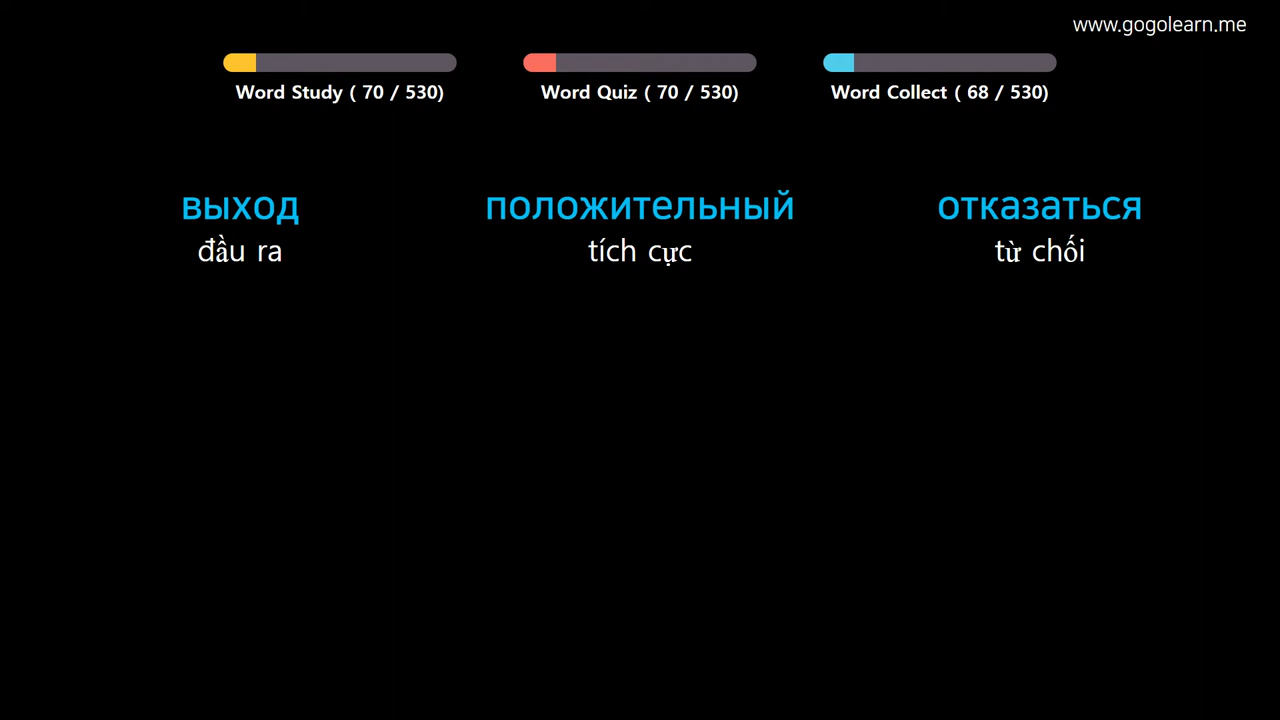 www.gogolearn.me
Word Study ( 70 / 530)
Word Quiz ( 70 / 530)
Word Collect ( 68 / 530)
выход
положительный
отказаться
đầu ra
tích cực
từ chối